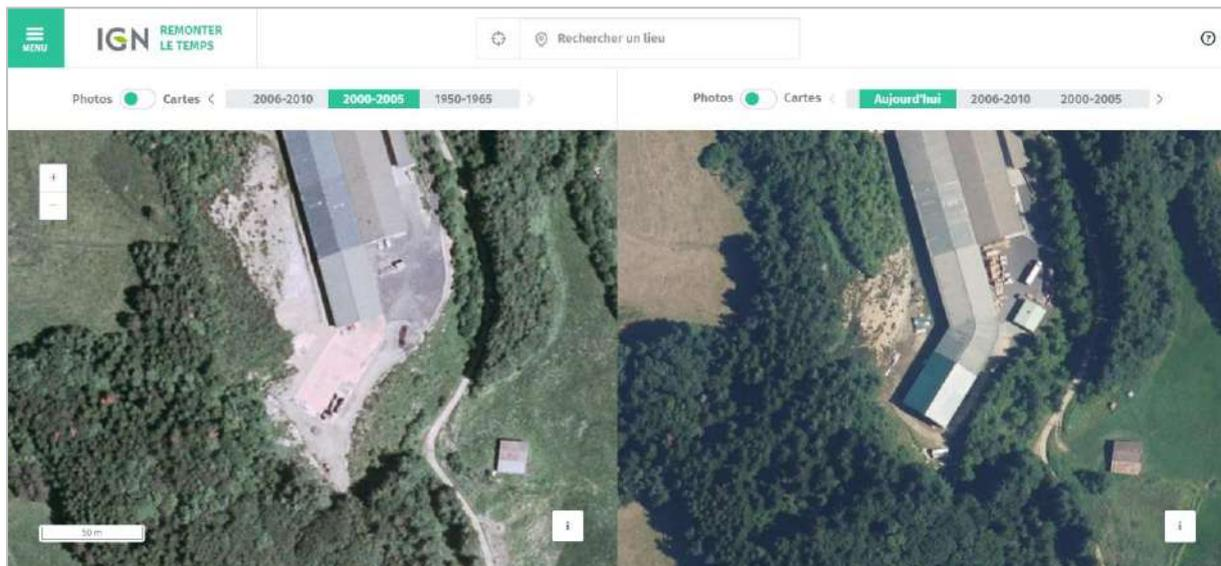 MENU
IGN
REMONTER
LE TEMPS
Rechercher un lieu
?
Photos Cartes < 2006-2010 2000-2005 1950-1965 >
Photos Cartes < Aujourd'hui 2006-2010 2000-2005 >
+
−
50 m
i
i